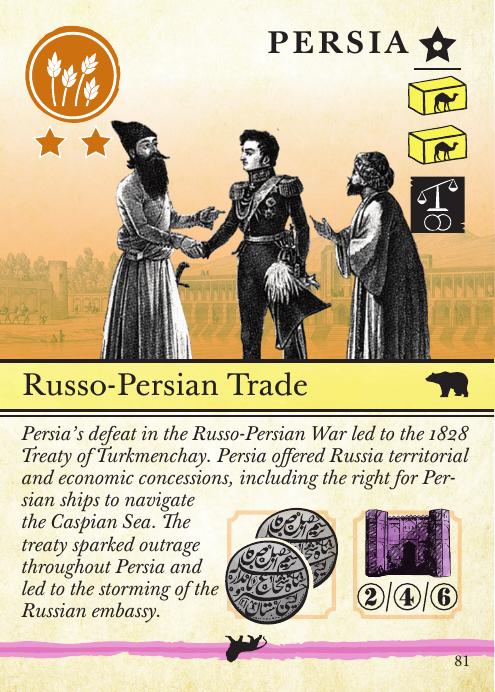 PERSIA
Russo-Persian Trade
Persia's defeat in the Russo-Persian War led to the 1828
Treaty of Turkmenchay. Persia offered Russia territorial
and economic concessions, including the right for Per-
sian ships to navigate
the Caspian Sea. The
treaty sparked outrage
throughout Persia and
led to the storming of the
Russian embassy.
2/4/6
81